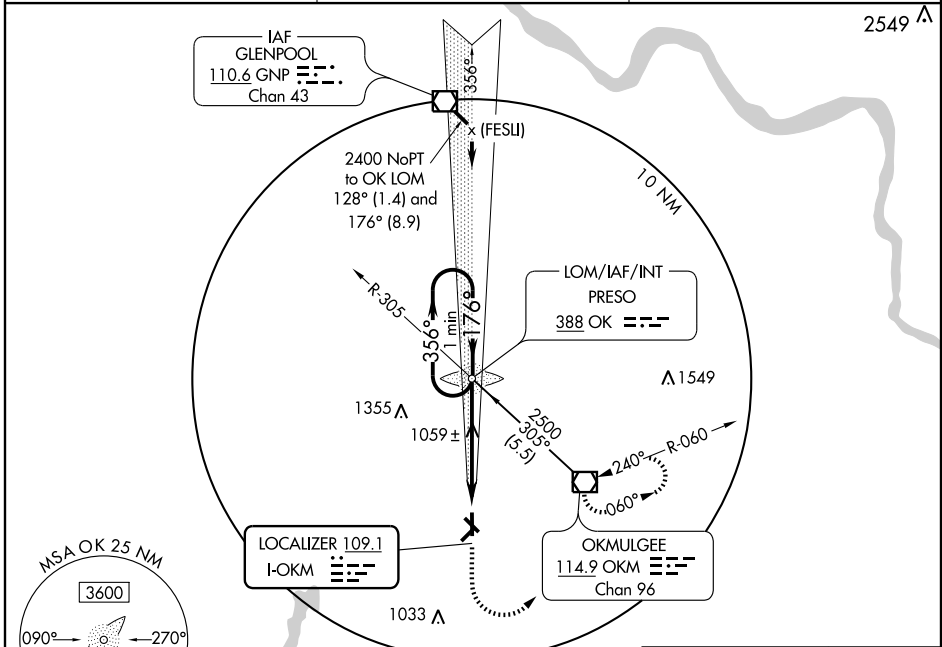 2549
IAF
GLENPOOL
110.6 GNP
Chan 43
356°
x (FESLI)
2400 NoPT
to OK LOM
128° (1.4) and
176° (8.9)
10 NM
LOM/IAF/INT
PRESO
388 OK
R-305
356°
1 min
176°
1549
1355
1059 ±
2500
305°
(5.5)
240°
R-060
060°
LOCALIZER 109.1
I-OKM
OKMULGEE
114.9 OKM
Chan 96
MSA OK 25 NM
3600
090°
270°
1033